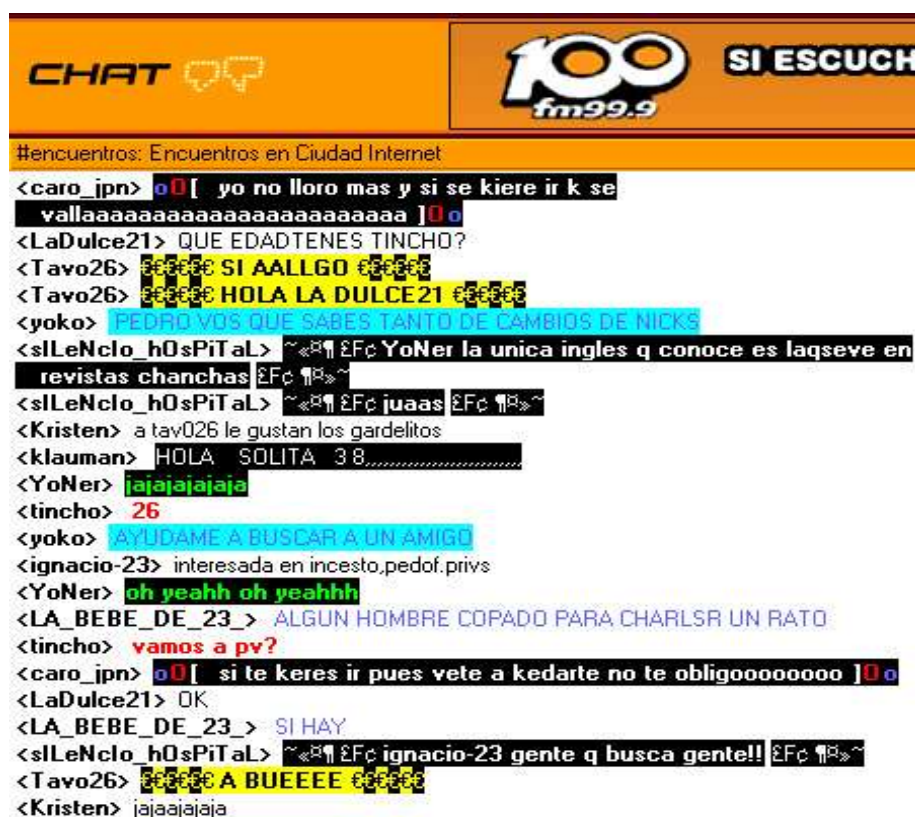 CHAT
100
fm99.9
SI ESCUCH
#encuentros: Encuentros en Ciudad Internet
<caro_jpn> oO[ yo no lloro mas y si se kiere ir k se
vallaaaaaaaaaaaaaaaaaaaaaaaa ]Oo
<LaDulce21> QUE EDADTENES TINCHO?
<Tavo26> SI AALLGO
<Tavo26> HOLA LA DULCE21
<yoko> PEDRO VOS QUE SABES TANTO DE CAMBIOS DE NICKS
<sILeNcIo_hOsPiTaL> ~«¤¶ £F¢ YoNer la unica ingles q conoce es laqseve en
revistas chanchas £F¢ ¶¤»~
<sILeNcIo_hOsPiTaL> ~«¤¶ £F¢ juaas £F¢ ¶¤»~
<Kristen> a tav026 le gustan los gardelitos
<klauman> HOLA SOLITA 38,,,,,,,,,,,,,,,,,,,,,,,,,,
<YoNer> jajajajajaja
<tincho> 26
<yoko> AYUDAME A BUSCAR A UN AMIGO
<ignacio-23> interesada en incesto,pedof.privs
<YoNer> oh yeahh oh yeahhh
<LA_BEBE_DE_23_> ALGUN HOMBRE COPADO PARA CHARLSR UN RATO
<tincho> vamos a pv?
<caro_jpn> oO[ si te keres ir pues vete a kedarte no te obligooooooooo ]Oo
<LaDulce21> OK
<LA_BEBE_DE_23_> SI HAY
<sILeNcIo_hOsPiTaL> ~«¤¶ £F¢ ignacio-23 gente q busca gente!! £F¢ ¶¤»~
<Tavo26> A BUEEEE
<Kristen> jajaajajaja